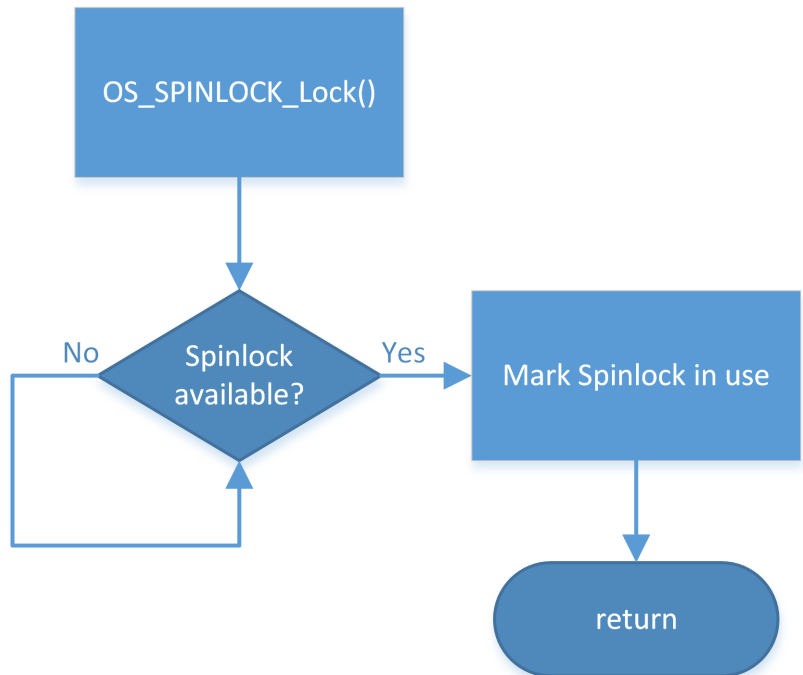 OS_SPINLOCK_Lock()
No
Spinlock
available?
Yes
Mark Spinlock in use
return